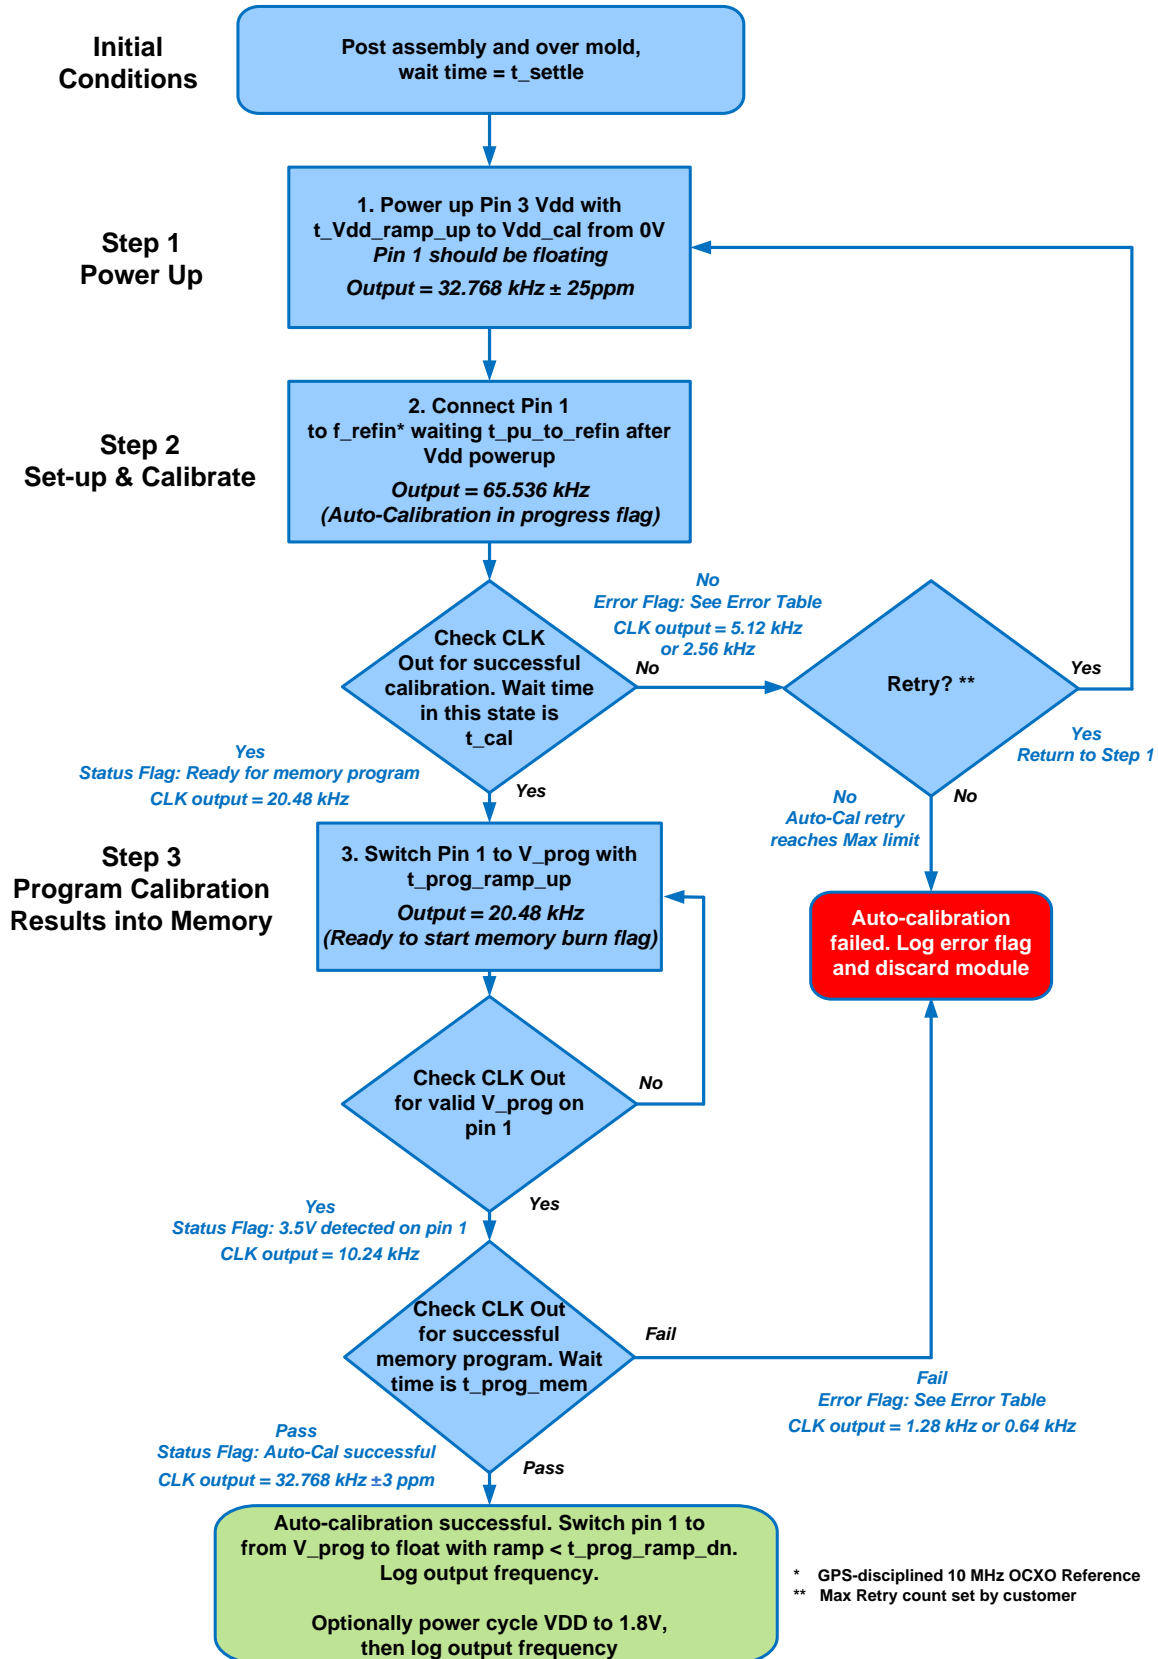 Initial
Conditions
Post assembly and over mold,
wait time = t_settle
Step 1
Power Up
1. Power up Pin 3 Vdd with
t_Vdd_ramp_up to Vdd_cal from 0V
Pin 1 should be floating
Output = 32.768 kHz ± 25ppm
Step 2
Set-up & Calibrate
2. Connect Pin 1
to f_refin* waiting t_pu_to_refin after
Vdd powerup
Output = 65.536 kHz
(Auto-Calibration in progress flag)
Check CLK
Out for successful
calibration. Wait time
in this state is
t_cal
No
Error Flag: See Error Table
CLK output = 5.12 kHz
or 2.56 kHz
No
Retry? **
Yes
Yes
Return to Step 1
Yes
Status Flag: Ready for memory program
CLK output = 20.48 kHz
Yes
No
Auto-Cal retry
reaches Max limit
No
Step 3
Program Calibration
Results into Memory
3. Switch Pin 1 to V_prog with
t_prog_ramp_up
Output = 20.48 kHz
(Ready to start memory burn flag)
Auto-calibration
failed. Log error flag
and discard module
Check CLK Out
for valid V_prog on
pin 1
No
Yes
Status Flag: 3.5V detected on pin 1
CLK output = 10.24 kHz
Yes
Check CLK Out
for successful
memory program. Wait
time is t_prog_mem
Fail
Fail
Error Flag: See Error Table
CLK output = 1.28 kHz or 0.64 kHz
Pass
Status Flag: Auto-Cal successful
CLK output = 32.768 kHz ±3 ppm
Pass
Auto-calibration successful. Switch pin 1 to
from V_prog to float with ramp < t_prog_ramp_dn.
Log output frequency.
Optionally power cycle VDD to 1.8V,
then log output frequency
* GPS-disciplined 10 MHz OCXO Reference
** Max Retry count set by customer